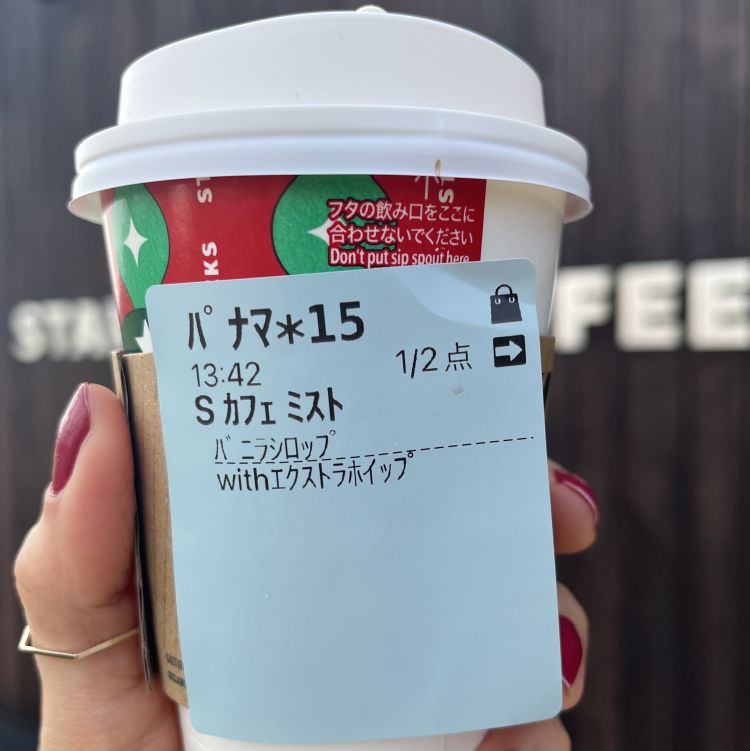 フタの飲み口をここに
合わせないでください
Don't put sip spout here.
ﾊﾟﾅﾏ*15
13:42
1/2点
S ｶﾌｪ ﾐｽﾄ
ﾊﾞﾆﾗｼﾛｯﾌﾟ
withｴｸｽﾄﾗﾎｲｯﾌﾟ